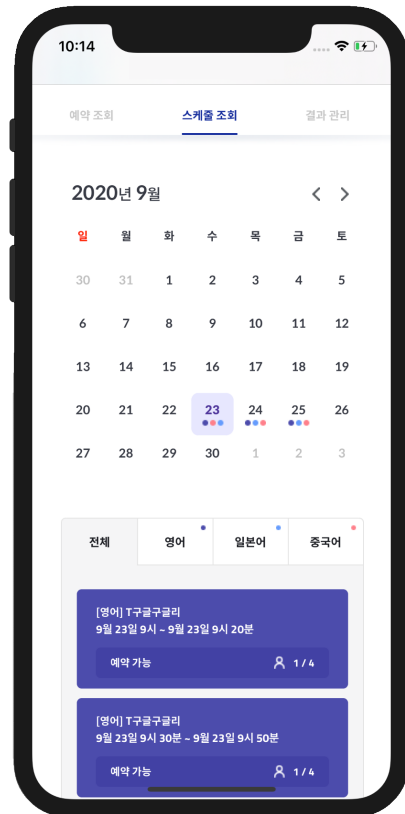 10:14
예약 조회 스케줄 조회 결과 관리
2020년 9월
일 월 화 수 목 금 토
30 31 1 2 3 4 5
6 7 8 9 10 11 12
13 14 15 16 17 18 19
20 21 22 23 24 25 26
27 28 29 30 1 2 3
전체 영어 일본어 중국어
[영어] T구글구글리
9월 23일 9시 ~ 9월 23일 9시 20분
예약 가능 1 / 4
[영어] T구글구글리
9월 23일 9시 30분 ~ 9월 23일 9시 50분
예약 가능 1 / 4